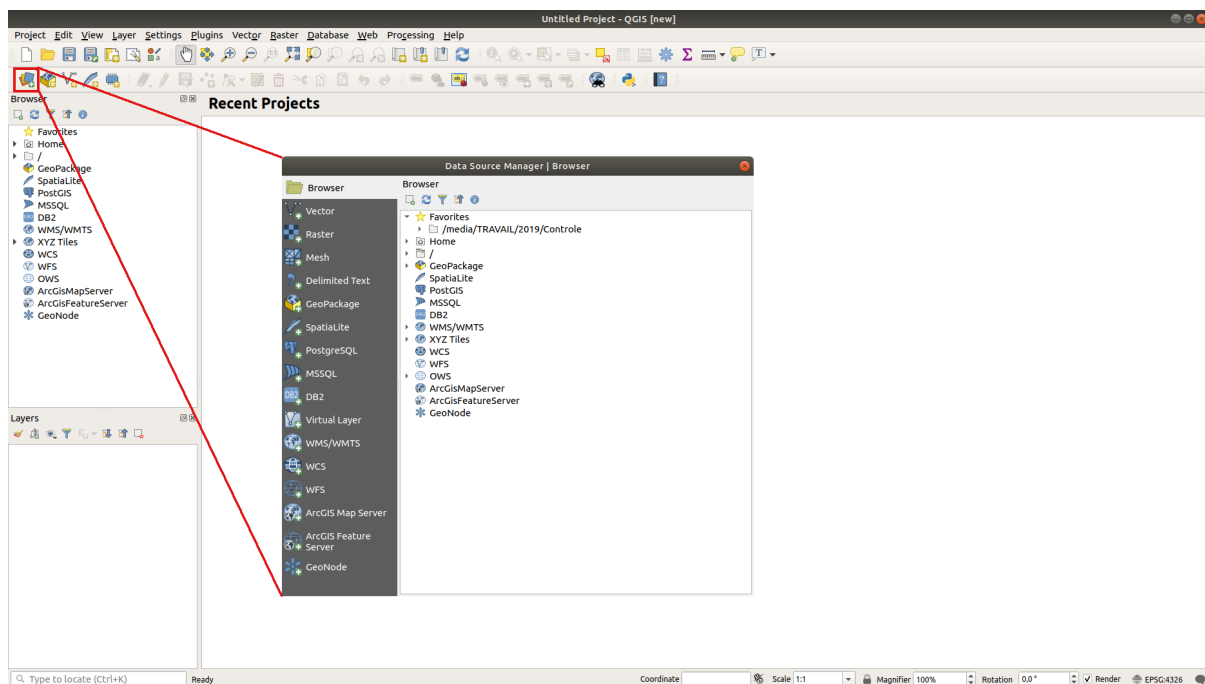 Untitled Project - QGIS [new]
Project Edit View Layer Settings Plugins Vector Raster Database Web Processing Help
Browser
Recent Projects
Favorites
Home
/
GeoPackage
SpatiaLite
PostGIS
MSSQL
DB2
WMS/WMTS
XYZ Tiles
WCS
WFS
OWS
ArcGisMapServer
ArcGisFeatureServer
GeoNode
Layers
Data Source Manager | Browser
Browser
Vector
Raster
Mesh
Delimited Text
GeoPackage
SpatiaLite
PostgreSQL
MSSQL
DB2
Virtual Layer
WMS/WMTS
WCS
WFS
ArcGIS Map Server
ArcGIS Feature
Server
GeoNode
Browser
Favorites
/media/TRAVAIL/2019/Controle
Home
/
GeoPackage
SpatiaLite
PostGIS
MSSQL
DB2
WMS/WMTS
XYZ Tiles
WCS
WFS
OWS
ArcGisMapServer
ArcGisFeatureServer
GeoNode
Type to locate (Ctrl+K) Ready Coordinate Scale 1:1 Magnifier 100% Rotation 0,0 ° Render EPSG:4326